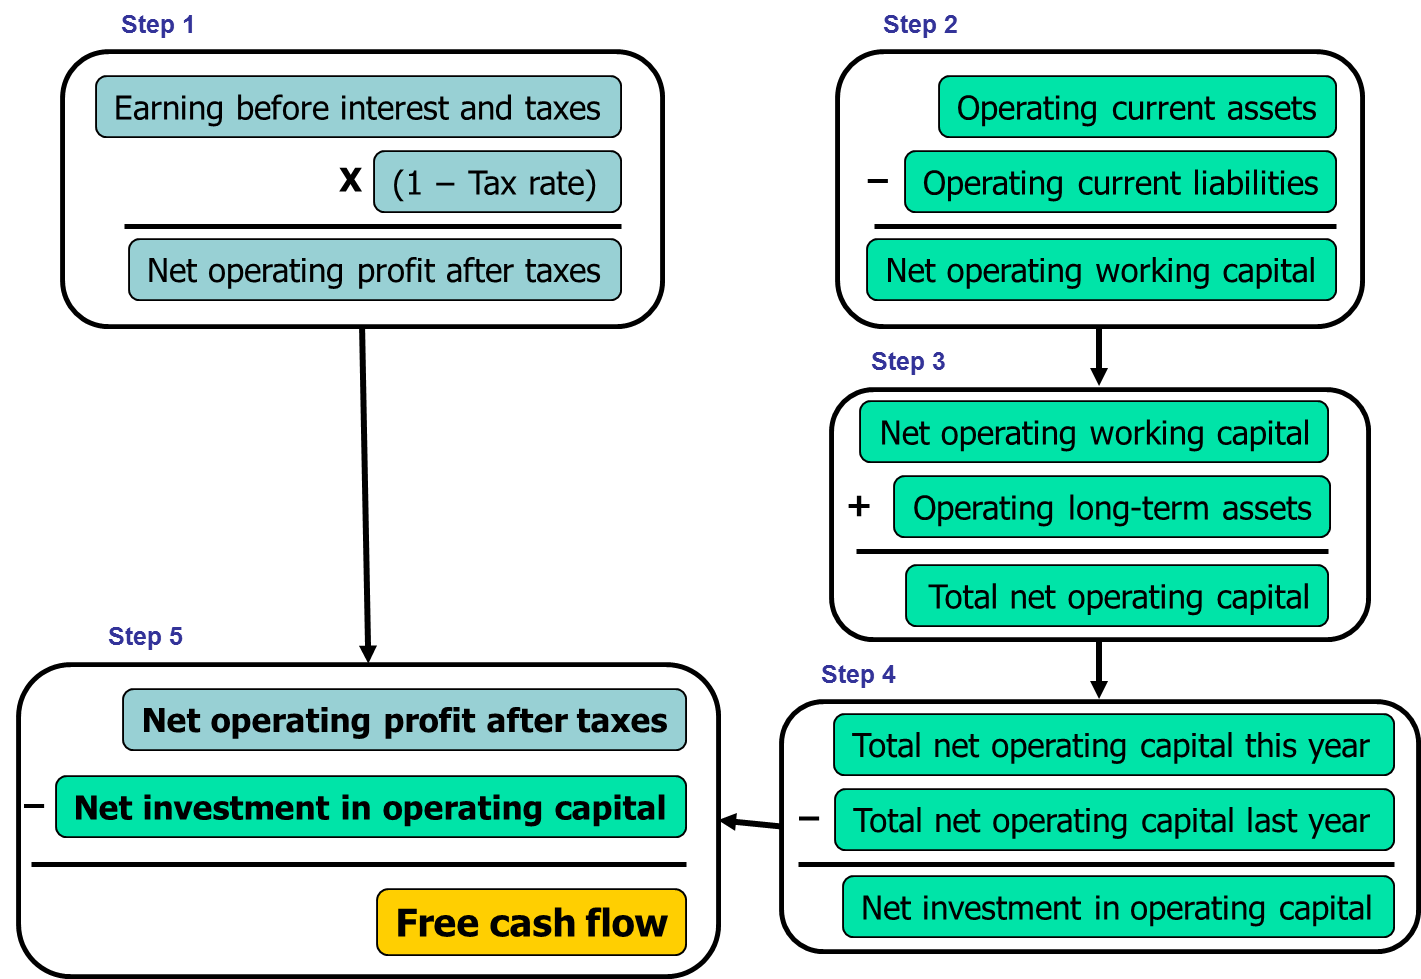 Step 1
Earning before interest and taxes
X (1 – Tax rate)
Net operating profit after taxes
Step 2
Operating current assets
– Operating current liabilities
Net operating working capital
Step 3
Net operating working capital
+ Operating long-term assets
Total net operating capital
Step 4
Total net operating capital this year
– Total net operating capital last year
Net investment in operating capital
Step 5
Net operating profit after taxes
– Net investment in operating capital
Free cash flow